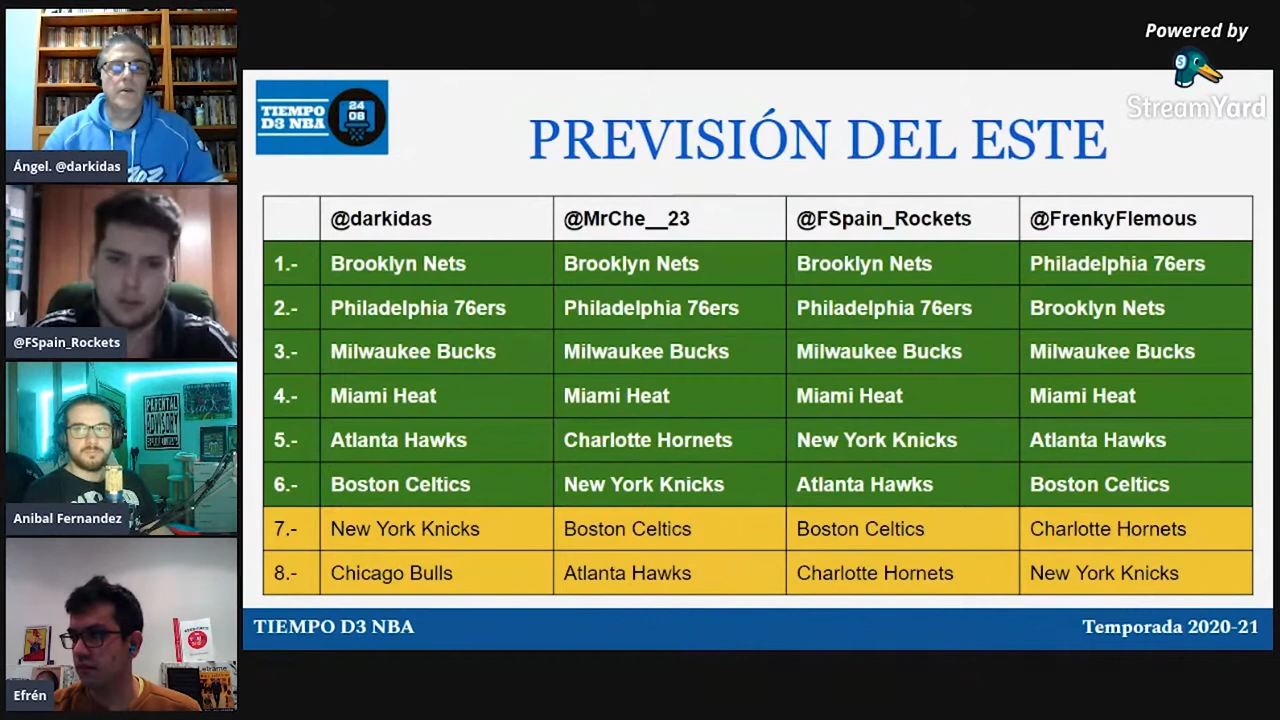 Powered by
StreamYard
TIEMPO
D3 NBA
24
08
PREVISIÓN DEL ESTE
@darkidas @MrChe__23 @FSpain_Rockets @FrenkyFlemous
1.- Brooklyn Nets Brooklyn Nets Brooklyn Nets Philadelphia 76ers
2.- Philadelphia 76ers Philadelphia 76ers Philadelphia 76ers Brooklyn Nets
3.- Milwaukee Bucks Milwaukee Bucks Milwaukee Bucks Milwaukee Bucks
4.- Miami Heat Miami Heat Miami Heat Miami Heat
5.- Atlanta Hawks Charlotte Hornets New York Knicks Atlanta Hawks
6.- Boston Celtics New York Knicks Atlanta Hawks Boston Celtics
7.- New York Knicks Boston Celtics Boston Celtics Charlotte Hornets
8.- Chicago Bulls Atlanta Hawks Charlotte Hornets New York Knicks
TIEMPO D3 NBA Temporada 2020-21
Ángel. @darkidas
@FSpain_Rockets
PARENTAL
ADVISORY
Anibal Fernandez
Efrén